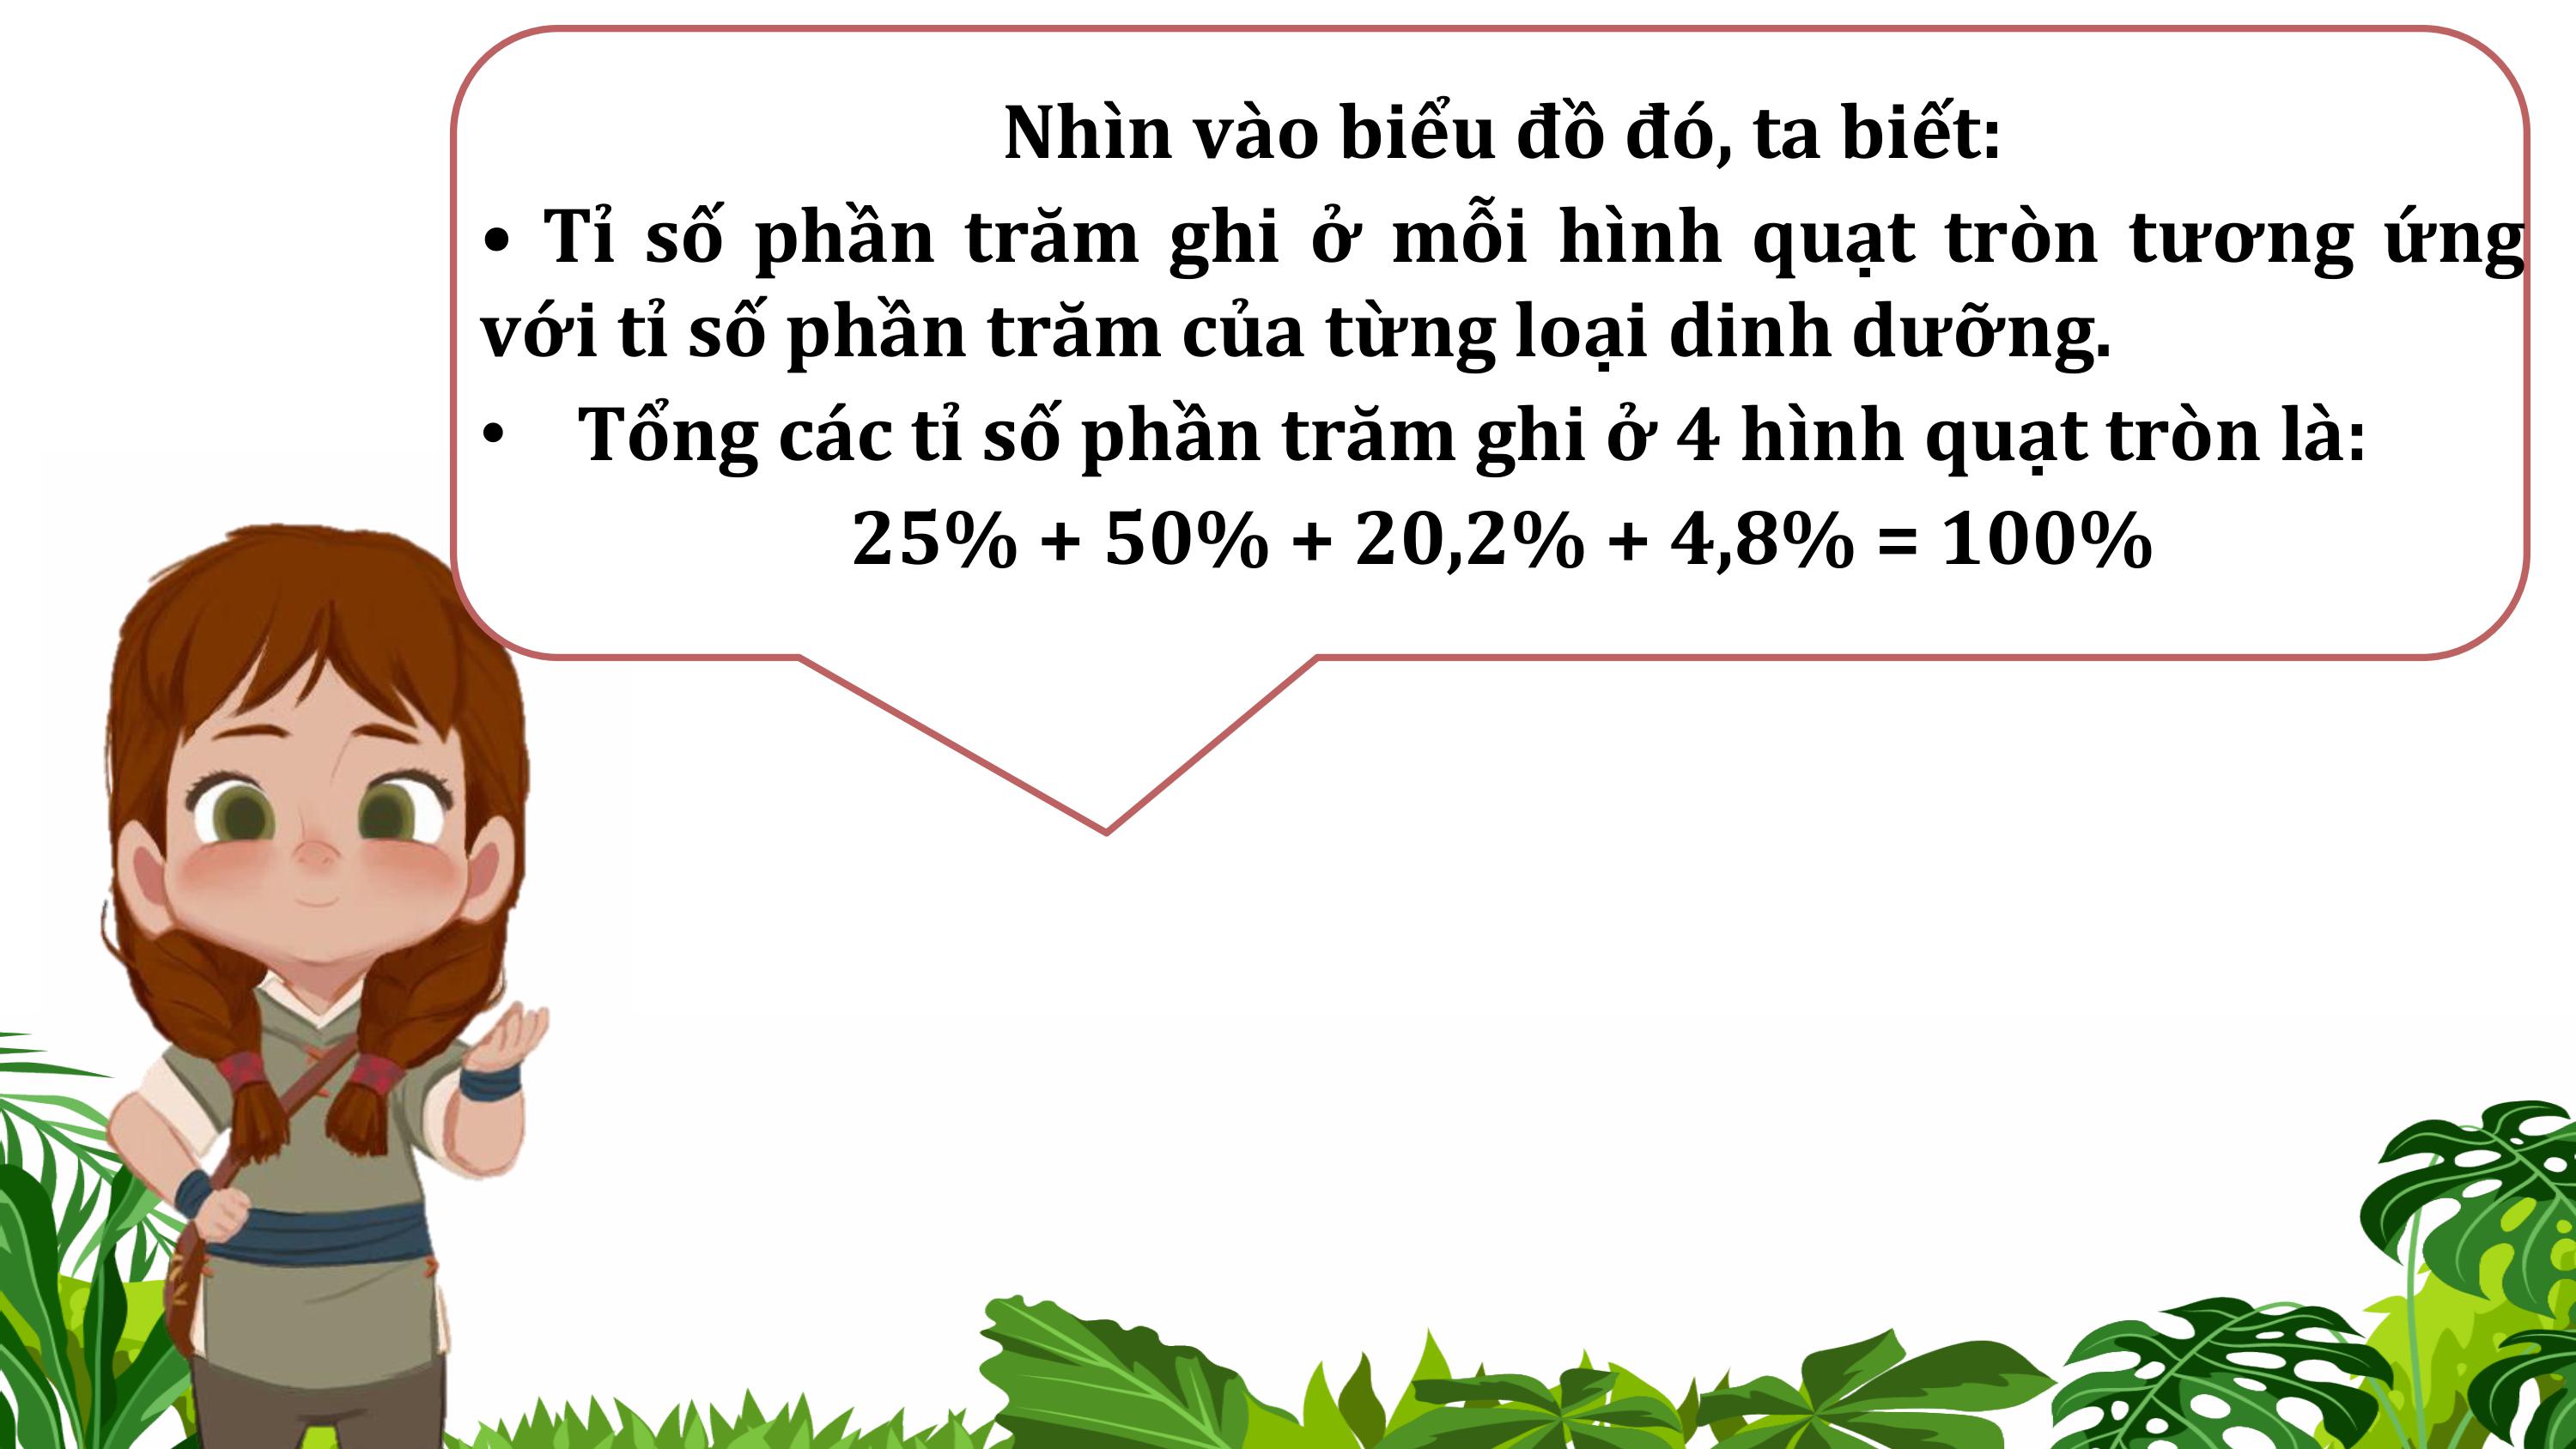 Nhìn vào biểu đồ đó, ta biết:
• Tỉ số phần trăm ghi ở mỗi hình quạt tròn tương ứng
với tỉ số phần trăm của từng loại dinh dưỡng.
• Tổng các tỉ số phần trăm ghi ở 4 hình quạt tròn là:
25% + 50% + 20,2% + 4,8% = 100%